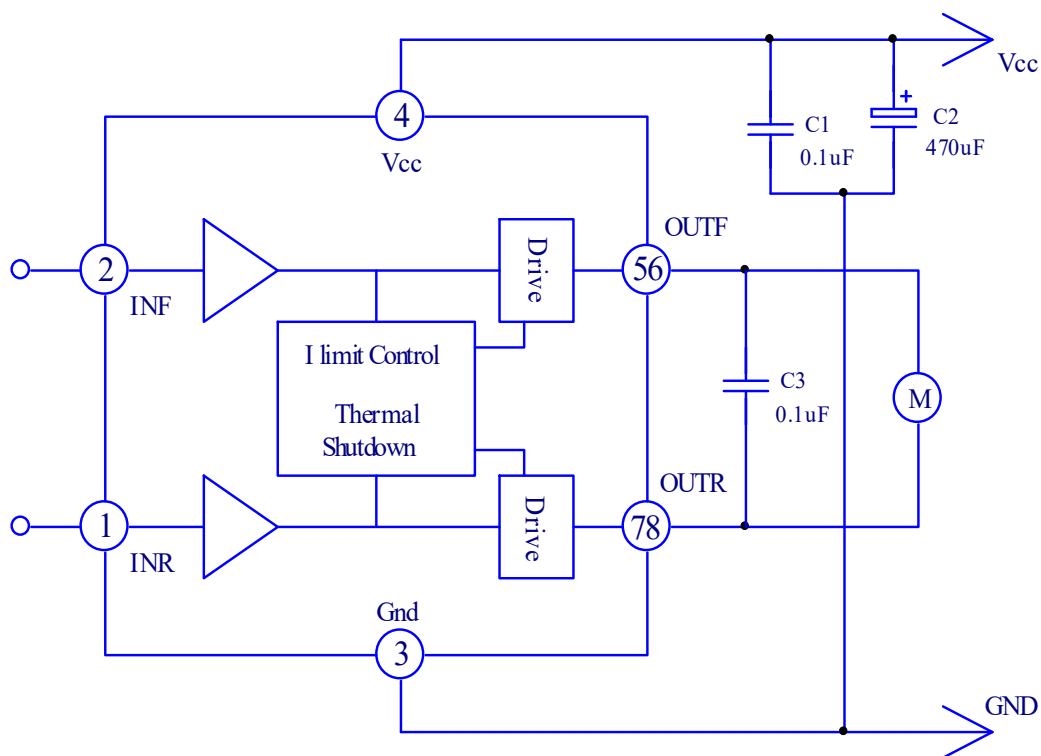 Vcc
4
Vcc
C1
0.1uF
+
C2
470uF
OUTF
2
INF
Drive
56
I limit Control
Thermal
Shutdown
C3
0.1uF
M
OUTR
1
INR
Drive
78
Gnd
3
GND